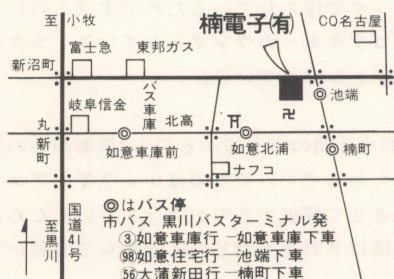 至小牧
楠電子(有)
CQ名古屋
富士急
東邦ガス
新沼町
池端
バス車庫
岐阜信金
北高
丸新町
如意車庫前
如意北浦
楠町
ナフコ
◎はバス停
市バス 黒川バスターミナル発
③如意車庫行―如意車庫下車
98如意住宅行―池端下車
56大蒲新田行―楠町下車
国道41号
至黒川